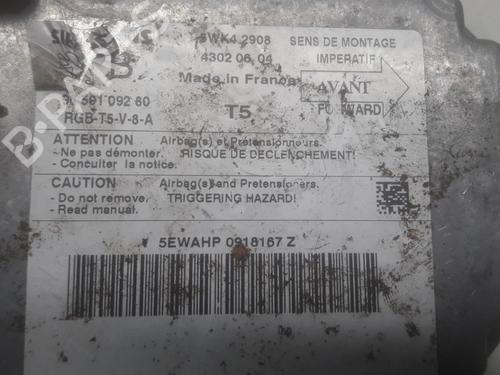 5WK4 2908
4302 06 04
Made in France
T5
SENS DE MONTAGE
IMPERATIF
AVANT
FORWARD
RGB-T5-V-8-A
ATTENTION Airbag(s) et Pretensionneurs.
- Ne pas démonter. RISQUE DE DECLENCHEMENT!
- Conculter la notice.
CAUTION Airbag(s) and Pretensioners.
- Do not remove. TRIGGERING HAZARD!
- Read manual.
5EWAHP 0918167 Z